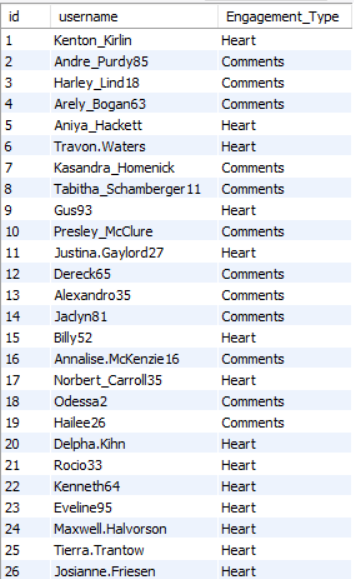 id username Engagement_Type
1 Kenton_Kirlin Heart
2 Andre_Purdy85 Comments
3 Harley_Lind18 Comments
4 Arely_Bogan63 Comments
5 Aniya_Hackett Heart
6 Travon.Waters Heart
7 Kasandra_Homenick Comments
8 Tabitha_Schamberger11 Comments
9 Gus93 Heart
10 Presley_McClure Comments
11 Justina.Gaylord27 Heart
12 Dereck65 Comments
13 Alexandro35 Comments
14 Jaclyn81 Comments
15 Billy52 Heart
16 Annalise.McKenzie16 Comments
17 Norbert_Carroll35 Heart
18 Odessa2 Comments
19 Hailee26 Comments
20 Delpha.Kihn Heart
21 Rocio33 Heart
22 Kenneth64 Heart
23 Eveline95 Heart
24 Maxwell.Halvorson Heart
25 Tierra.Trantow Heart
26 Josianne.Friesen Heart